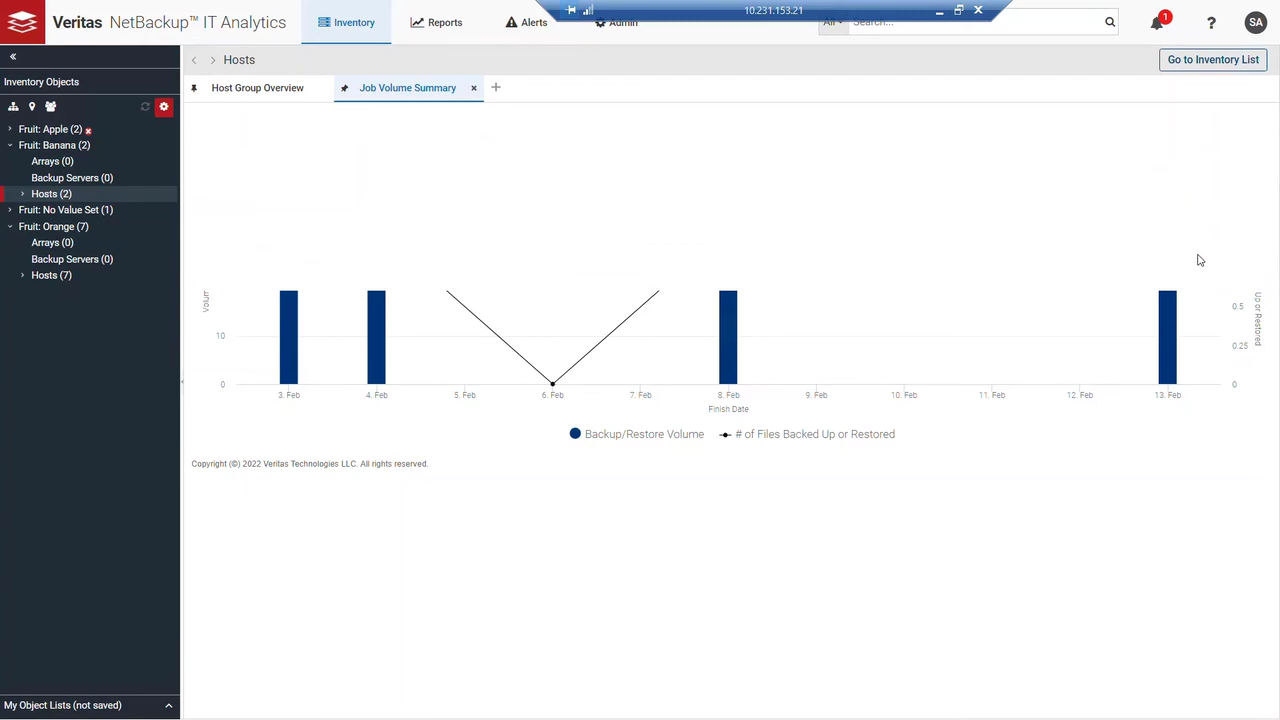 Veritas NetBackup™ IT Analytics
Inventory
Reports
Alerts
Admin
10.231.153.21
All
Search...
1
?
SA
«
Hosts
Go to Inventory List
Inventory Objects
Host Group Overview
Job Volume Summary
Fruit: Apple (2)
Fruit: Banana (2)
Arrays (0)
Backup Servers (0)
Hosts (2)
Fruit: No Value Set (1)
Fruit: Orange (7)
Arrays (0)
Backup Servers (0)
Hosts (7)
10
0
0.5
0.25
0
Up or Restored
3. Feb
4. Feb
5. Feb
6. Feb
7. Feb
8. Feb
9. Feb
10. Feb
11. Feb
12. Feb
13. Feb
Finish Date
Backup/Restore Volume
# of Files Backed Up or Restored
Copyright (©) 2022 Veritas Technologies LLC. All rights reserved.
My Object Lists (not saved)